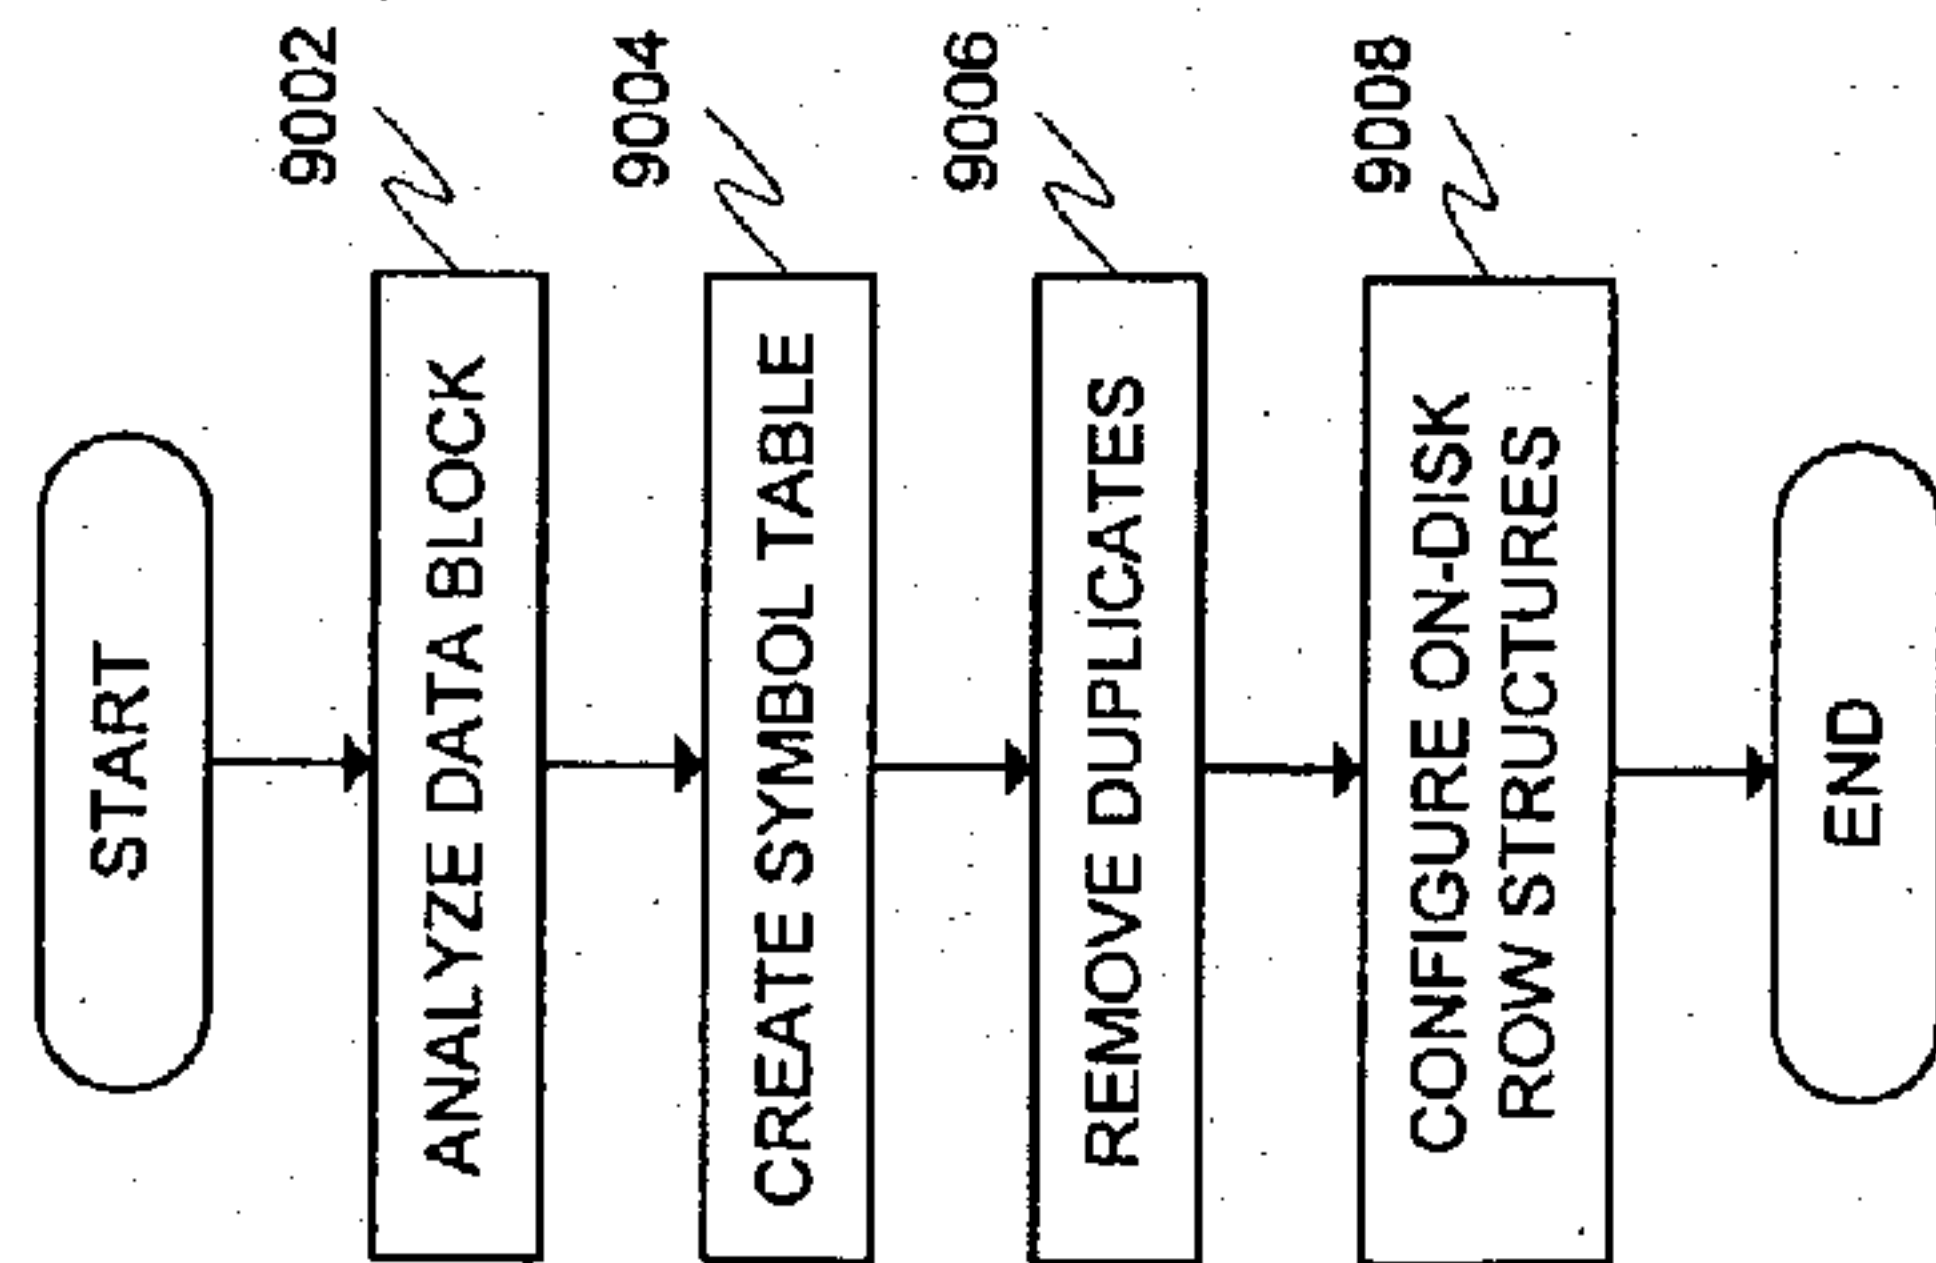 START
9002
ANALYZE DATA BLOCK
9004
CREATE SYMBOL TABLE
9006
REMOVE DUPLICATES
9008
CONFIGURE ON-DISK
ROW STRUCTURES
END